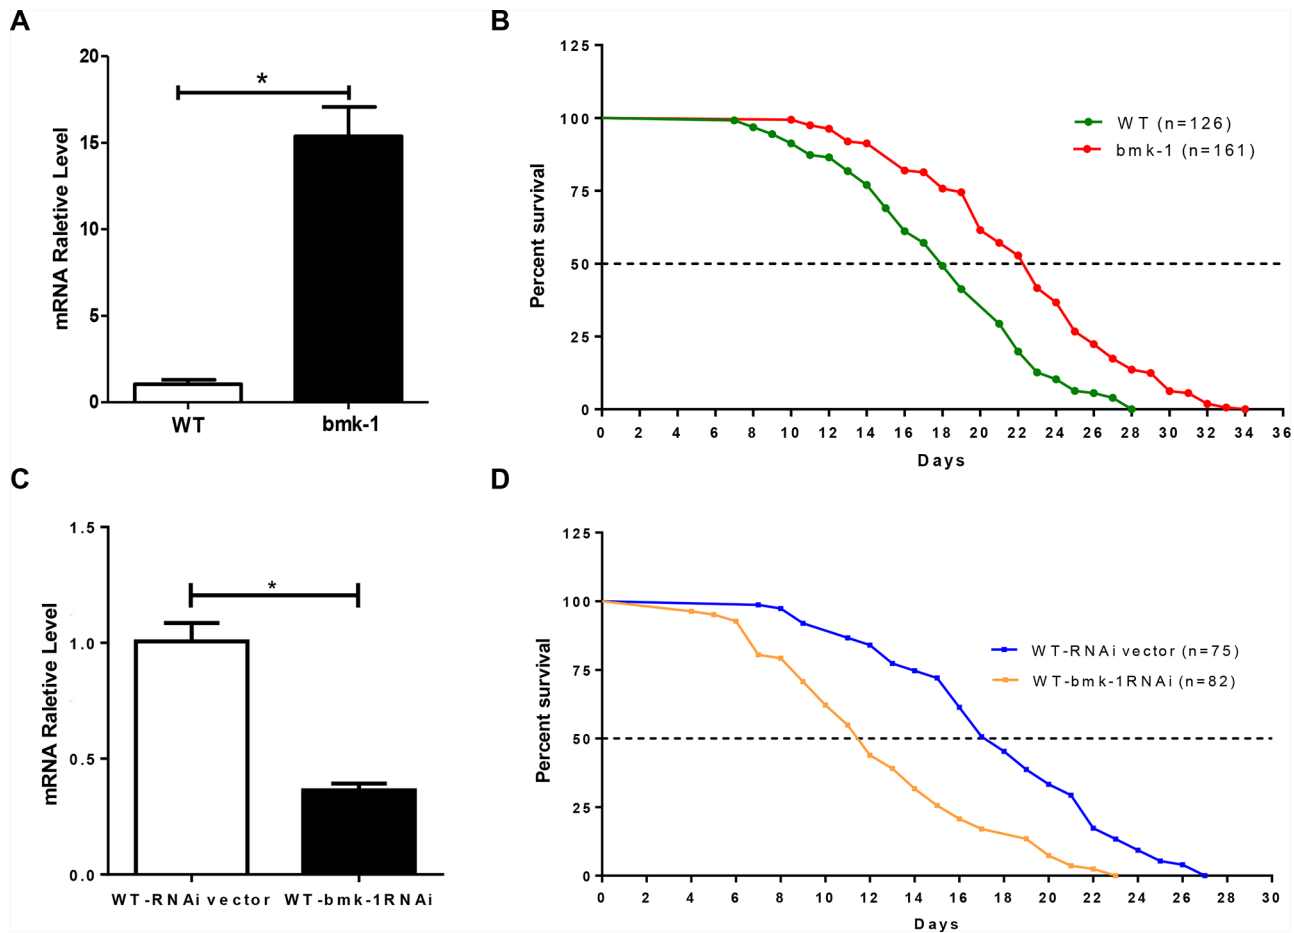 A
mRNA Raletive Level
20
15
10
5
0
*
WT
bmk-1
B
Percent survival
125
100
75
50
25
0
WT (n=126)
bmk-1 (n=161)
0 2 4 6 8 10 12 14 16 18 20 22 24 26 28 30 32 34 36
Days
C
mRNA Raletive Level
1.5
1.0
0.5
0.0
*
WT-RNAi vector
WT-bmk-1RNAi
D
Percent survival
125
100
75
50
25
0
WT-RNAi vector (n=75)
WT-bmk-1RNAi (n=82)
0 2 4 6 8 10 12 14 16 18 20 22 24 26 28 30
Days